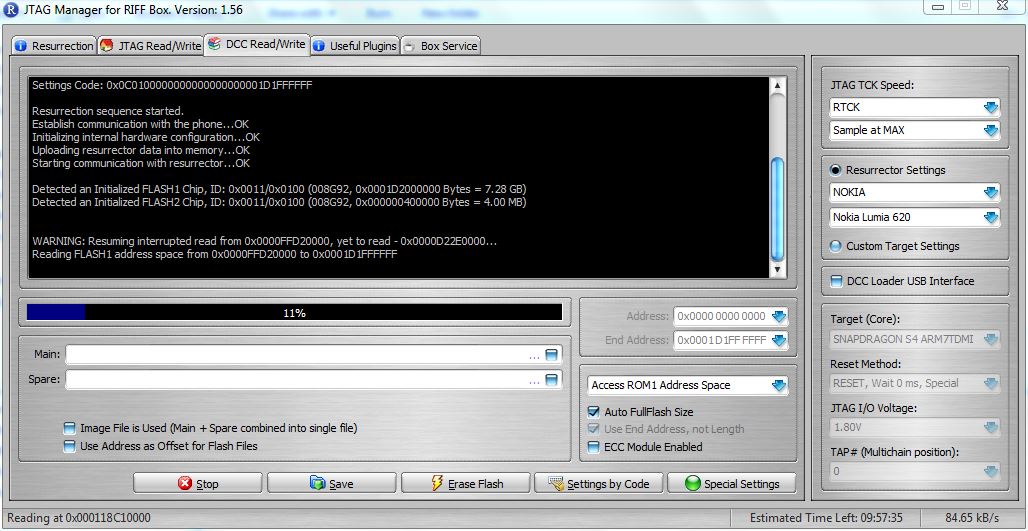 JTAG Manager for RIFF Box. Version: 1.56
Resurrection JTAG Read/Write DCC Read/Write Useful Plugins Box Service
Settings Code: 0x0C01000000000000000000001D1FFFFFF
Resurrection sequence started.
Establish communication with the phone...OK
Initializing internal hardware configuration...OK
Uploading resurrector data into memory...OK
Starting communication with resurrector...OK
Detected an Initialized FLASH1 Chip, ID: 0x0011/0x0100 (008G92, 0x0001D2000000 Bytes = 7.28 GB)
Detected an Initialized FLASH2 Chip, ID: 0x0011/0x0100 (008G92, 0x000000400000 Bytes = 4.00 MB)
WARNING: Resuming interrupted read from 0x0000FFD20000, yet to read - 0x0000D22E0000...
Reading FLASH1 address space from 0x0000FFD20000 to 0x0001D1FFFFFF
11%
Main: ...
Spare: ...
Image File is Used (Main + Spare combined into single file)
Use Address as Offset for Flash Files
Address: 0x0000 0000 0000
End Address: 0x0001 D1FF FFFF
Access ROM1 Address Space
Auto FullFlash Size
Use End Address, not Length
ECC Module Enabled
Stop Save Erase Flash Settings by Code Special Settings
JTAG TCK Speed:
RTCK
Sample at MAX
Resurrector Settings
NOKIA
Nokia Lumia 620
Custom Target Settings
DCC Loader USB Interface
Target (Core):
SNAPDRAGON S4 ARM7TDMI
Reset Method:
RESET, Wait 0 ms, Special
JTAG I/O Voltage:
1.80V
TAP# (Multichain position):
0
Reading at 0x000118C10000 Estimated Time Left: 09:57:35 84.65 kB/s